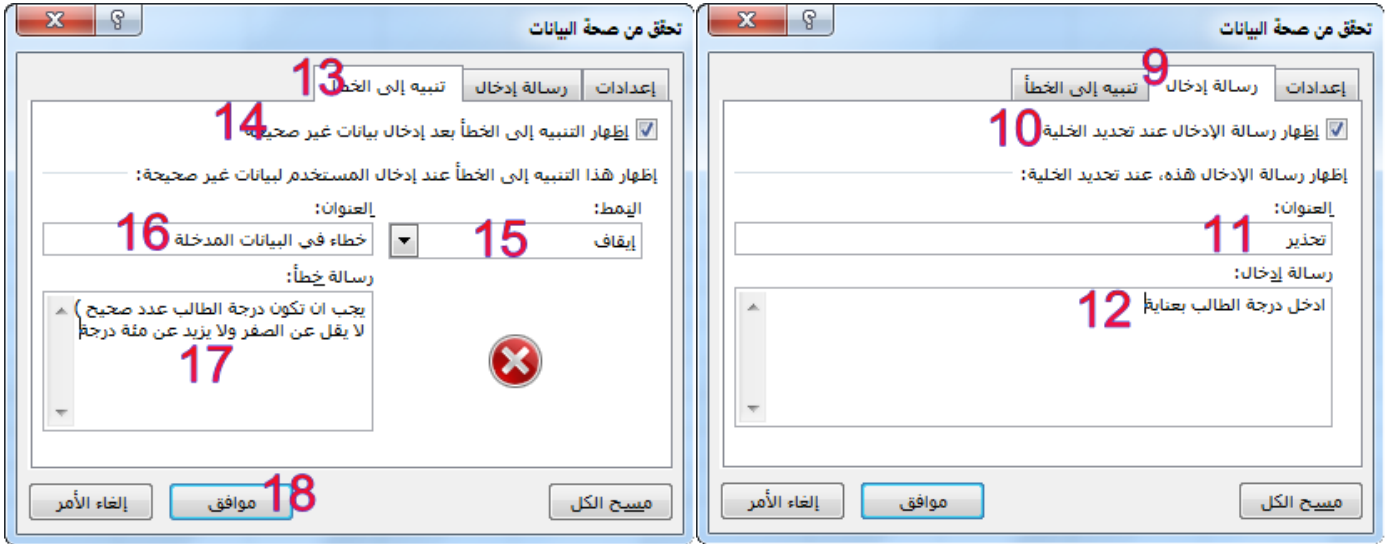 تحقق من صحة البيانات
إعدادات
رسالة إدخال
9
تنبيه إلى الخطأ
إظهار رسالة الإدخال عند تحديد الخلية
10
إظهار رسالة الإدخال هذه، عند تحديد الخلية:
العنوان:
تحذير
11
رسالة إدخال:
ادخل درجة الطالب بعناية
12
مسح الكل
موافق
إلغاء الأمر
تحقق من صحة البيانات
إعدادات
رسالة إدخال
تنبيه إلى الخطأ
13
إظهار التنبيه إلى الخطأ بعد إدخال بيانات غير صحيحة
14
إظهار هذا التنبيه إلى الخطأ عند إدخال المستخدم لبيانات غير صحيحة:
النمط:
إيقاف
15
العنوان:
خطاء في البيانات المدخلة
16
رسالة خطأ:
يجب ان تكون درجة الطالب عدد صحيح )
لا يقل عن الصفر ولا يزيد عن مئة درجة
17
مسح الكل
موافق
18
إلغاء الأمر